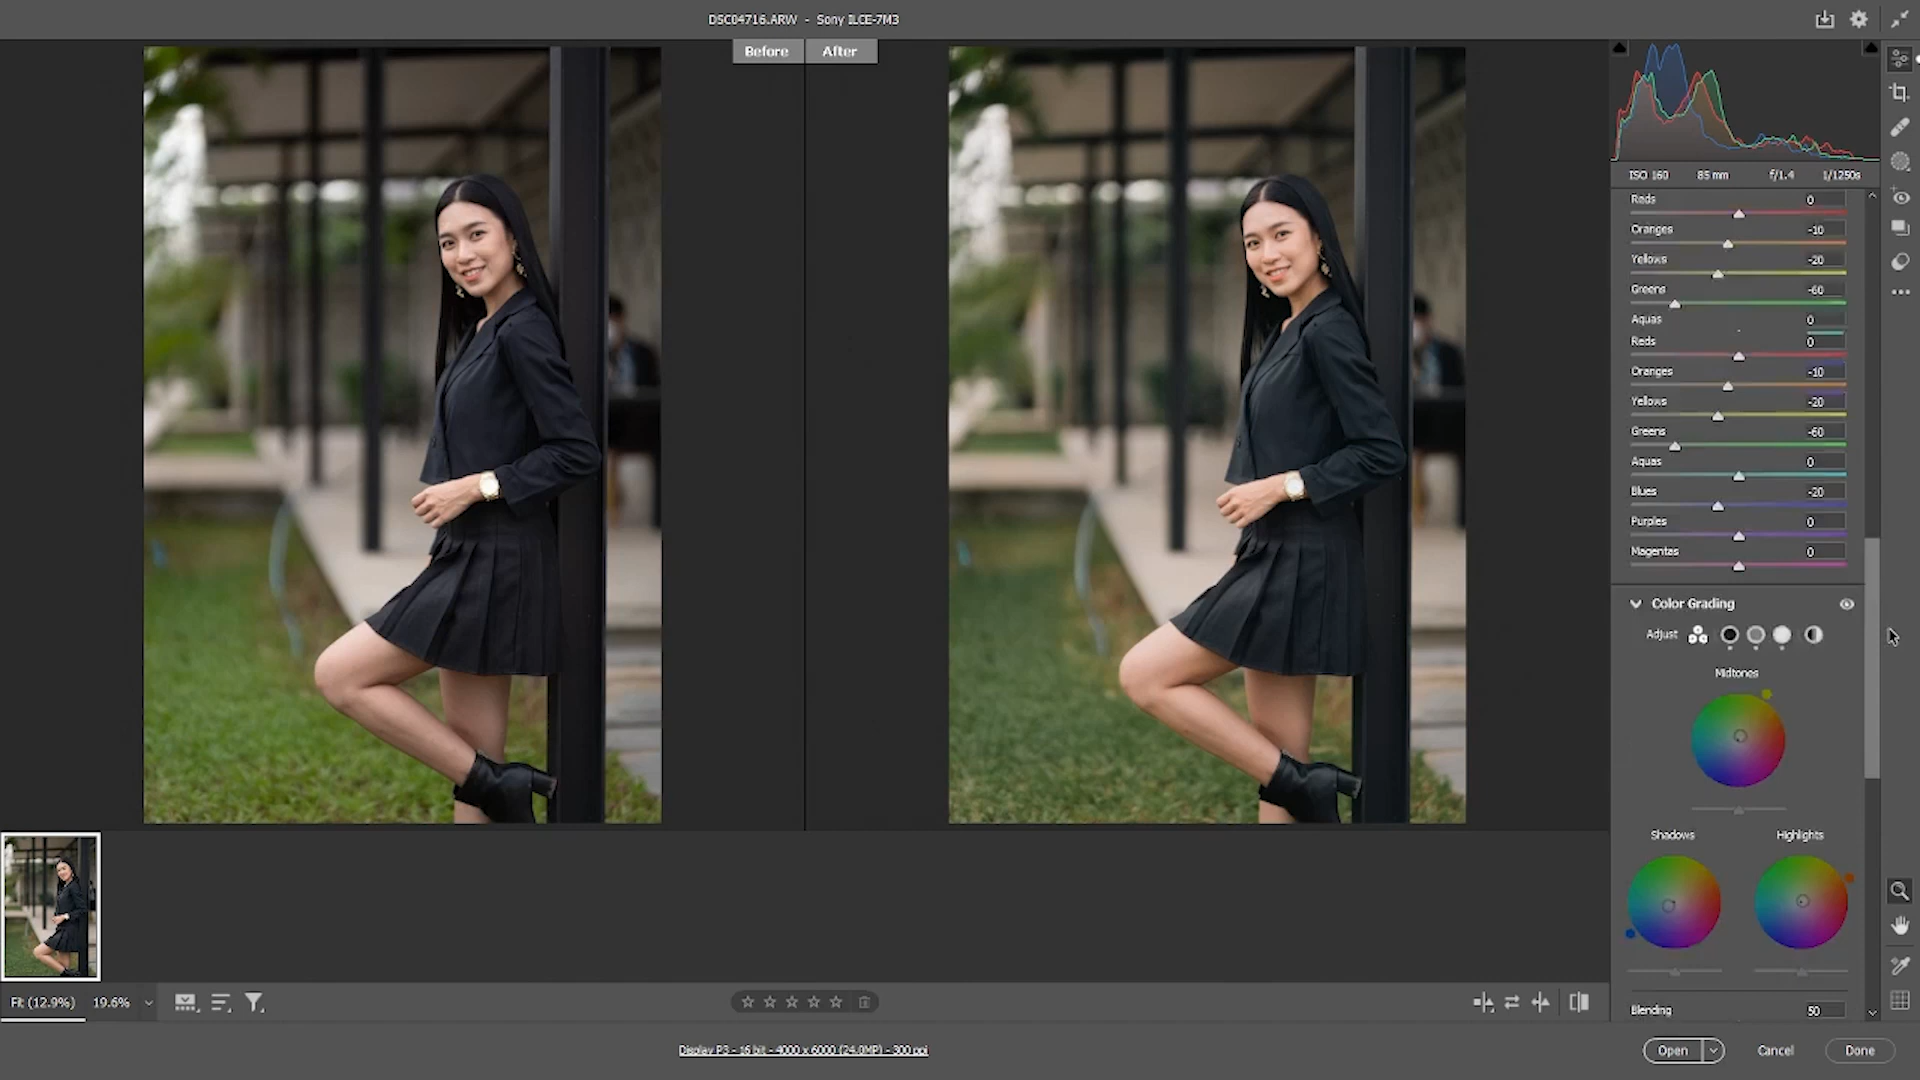 DSC04716.ARW - Sony ILCE-7M3
Before After
ISO 160 85 mm f/1.4 1/1250s
Reds 0
Oranges -10
Yellows -20
Greens -60
Aquas 0
Reds 0
Oranges -10
Yellows -20
Greens -60
Aquas 0
Blues -20
Purples 0
Magentas 0
Color Grading
Adjust
Midtones
Shadows Highlights
Blending 50
Fit (12.9%) 19.6%
Display P3 - 16 bit - 4000 x 6000 (24.0MP) - 300 ppi
Open Cancel Done